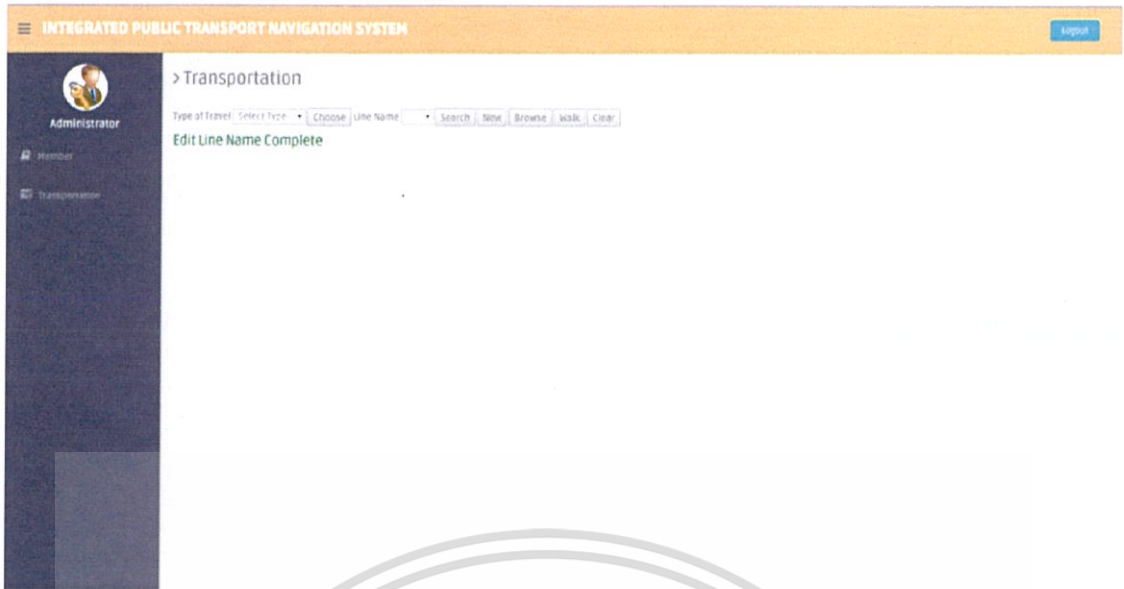 INTEGRATED PUBLIC TRANSPORT NAVIGATION SYSTEM
Logout
Administrator
Member
Transportation
> Transportation
Type of Travel Select Type Choose Line Name Search New Browse Walk Clear
Edit Line Name Complete